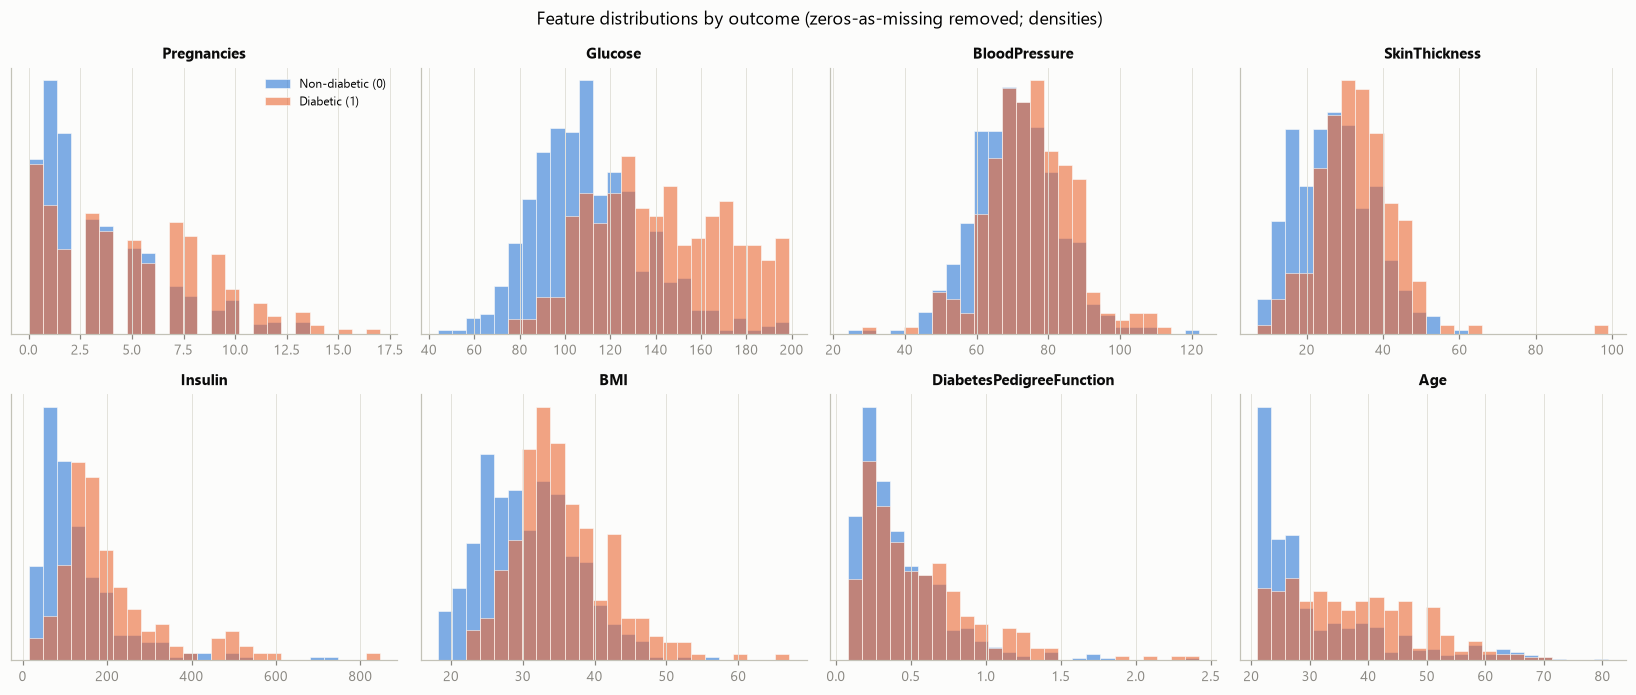 Feature distributions by outcome (zeros-as-missing removed; densities)
Pregnancies
Non-diabetic (0)
Diabetic (1)
0.0 2.5 5.0 7.5 10.0 12.5 15.0 17.5
Glucose
40 60 80 100 120 140 160 180 200
BloodPressure
20 40 60 80 100 120
SkinThickness
20 40 60 80 100
Insulin
0 200 400 600 800
BMI
20 30 40 50 60
DiabetesPedigreeFunction
0.0 0.5 1.0 1.5 2.0 2.5
Age
20 30 40 50 60 70 80